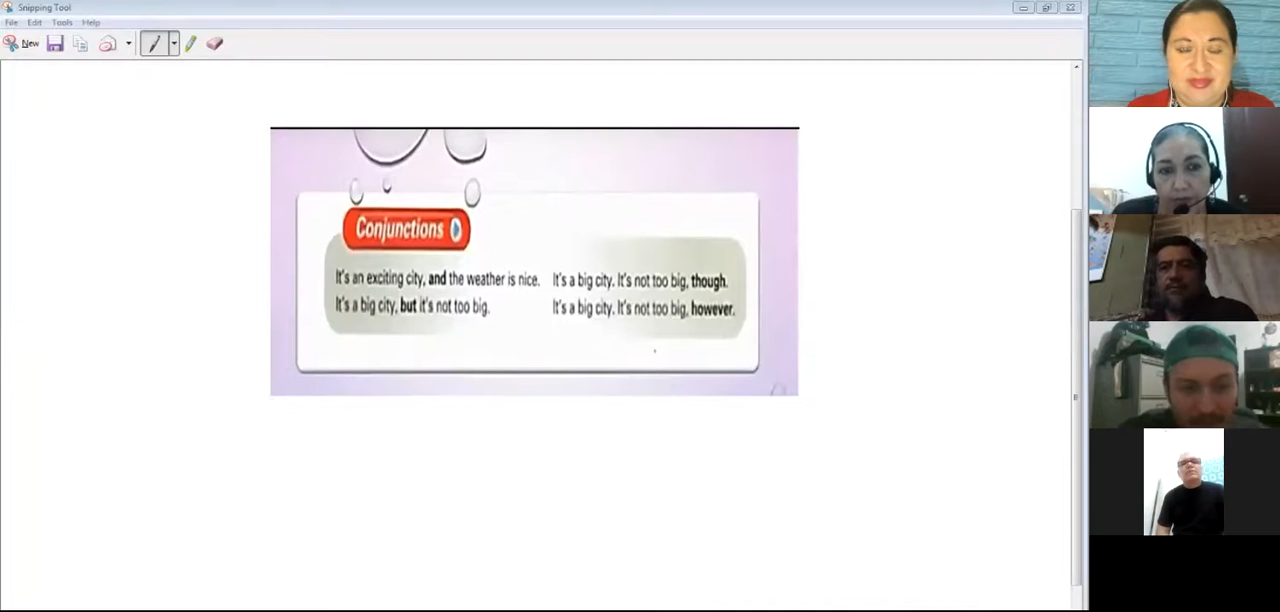 Snipping Tool
File Edit Tools Help
New
Conjunctions
It's an exciting city, and the weather is nice.
It's a big city, but it's not too big.
It's a big city. It's not too big, though.
It's a big city. It's not too big, however.